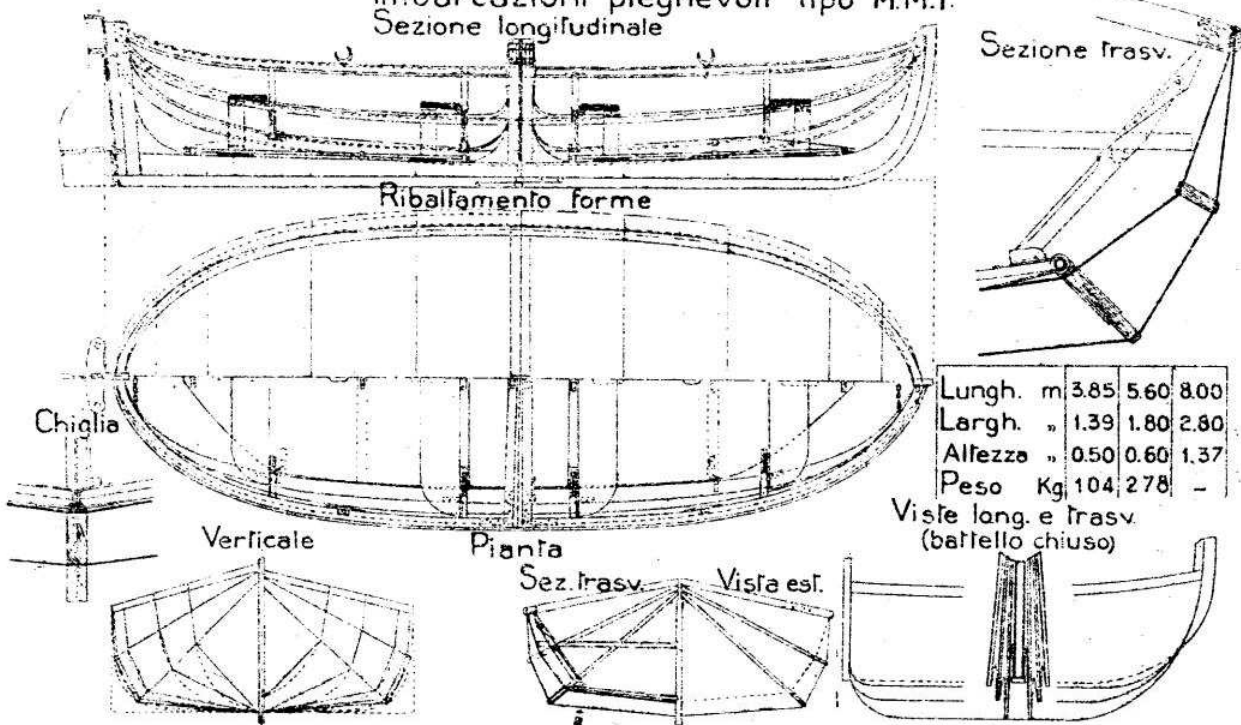 pieghevoli tipo M.M.I.
Sezione longitudinale
Sezione trasv.
Ribaltamento forme
Chiglia
Lungh. m 3.85 5.60 8.00
Largh. „ 1.39 1.80 2.80
Altezza „ 0.50 0.60 1.37
Peso Kg 104 278 -
Verticale
Pianta
Viste long. e trasv.
(battello chiuso)
Sez. trasv.
Vista est.